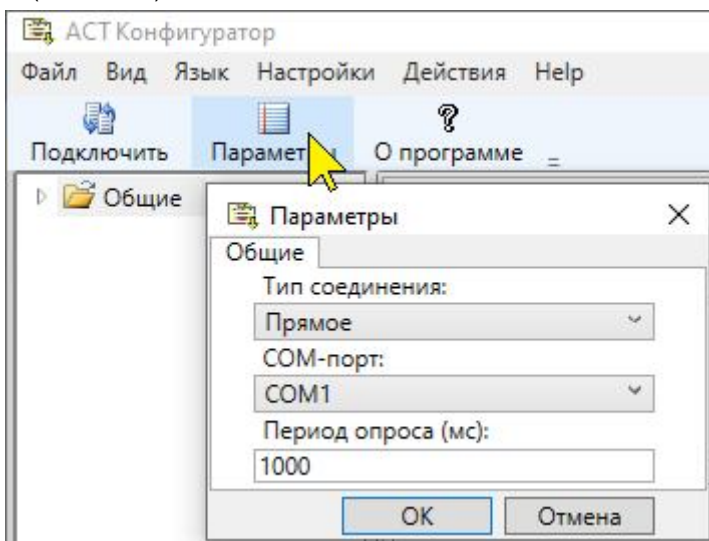 АСТ Конфигуратор
Файл Вид Язык Настройки Действия Help
Подключить О программе
Общие
Параметры
Общие
Тип соединения:
Прямое
COM-порт:
COM1
Период опроса (мс):
1000
OK Отмена